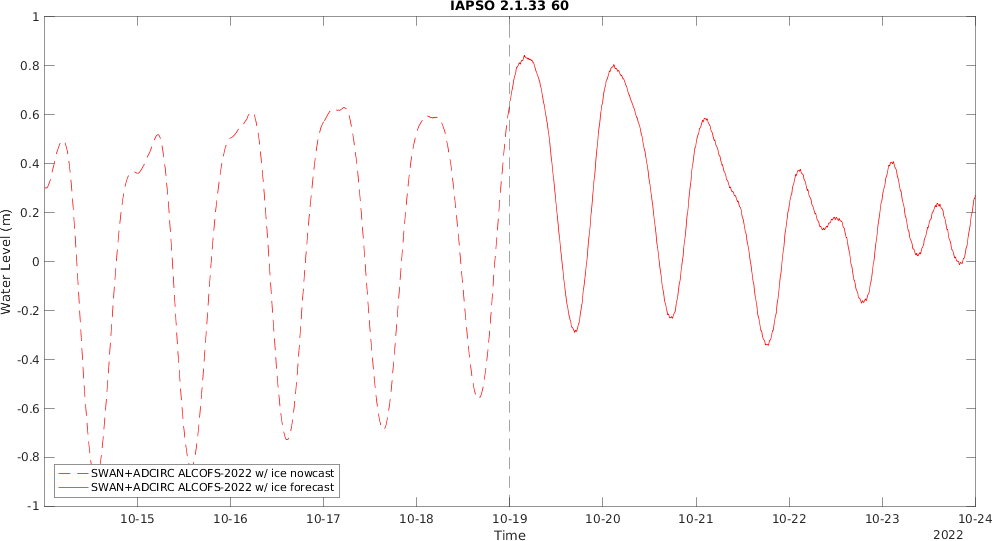 IAPSO 2.1.33 60
1
0.8
0.6
0.4
0.2
0
-0.2
-0.4
-0.6
-0.8
-1
Water Level (m)
SWAN+ADCIRC ALCOFS-2022 w/ ice nowcast
SWAN+ADCIRC ALCOFS-2022 w/ ice forecast
10-15 10-16 10-17 10-18 10-19 10-20 10-21 10-22 10-23 10-24
Time
2022